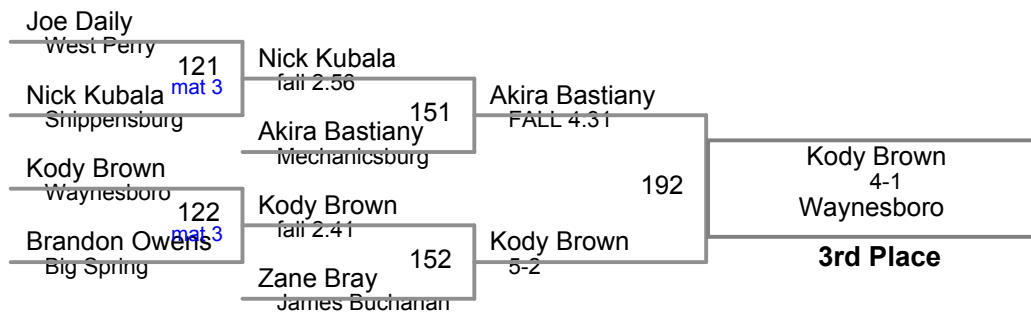 Joe Daily
West Perry
121
mat 3
Nick Kubala
Shippensburg
Kody Brown
Waynesboro
122
mat 3
Brandon Owens
Big Spring
Nick Kubala
fall 2:56
151
Akira Bastiany
Mechanicsburg
Kody Brown
fall 2:41
152
Zane Bray
James Buchanan
Akira Bastiany
FALL 4:31
192
Kody Brown
5-2
Kody Brown
4-1
Waynesboro
3rd Place